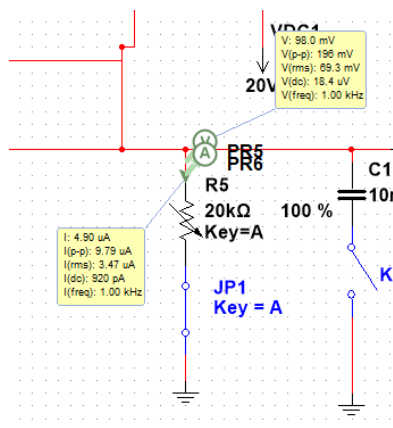 VDC1
V: 98.0 mV
V(p-p): 196 mV
V(rms): 69.3 mV
V(dc): 18.4 uV
V(freq): 1.00 kHz
20V
V
A
PR5
PR6
C1
R5
20kΩ
100 %
10n
Key=A
I: 4.90 uA
I(p-p): 9.79 uA
I(rms): 3.47 uA
I(dc): 920 pA
I(freq): 1.00 kHz
K
JP1
Key = A